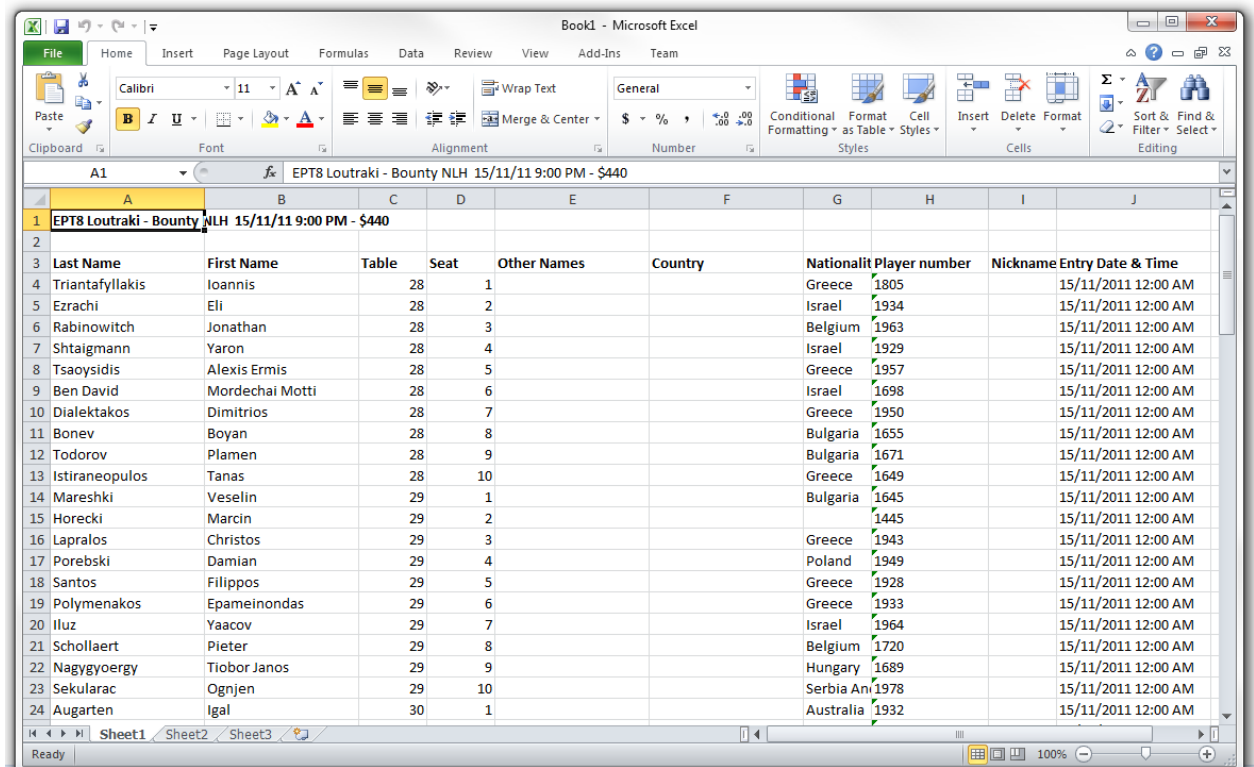 Book1 - Microsoft Excel
File Home Insert Page Layout Formulas Data Review View Add-Ins Team
Calibri 11 A A Wrap Text General Σ
Paste B I U A Merge & Center $ % , .00 .00 Conditional Formatting Format as Table Cell Styles Insert Delete Format Sort & Filter Find & Select
Clipboard Font Alignment Number Styles Cells Editing
A1 fx EPT8 Loutraki - Bounty NLH 15/11/11 9:00 PM - $440
A B C D E F G H I J
1 EPT8 Loutraki - Bounty NLH 15/11/11 9:00 PM - $440
2
3 Last Name First Name Table Seat Other Names Country Nationalit Player number Nickname Entry Date & Time
4 Triantafyllakis Ioannis 28 1 Greece 1805 15/11/2011 12:00 AM
5 Ezrachi Eli 28 2 Israel 1934 15/11/2011 12:00 AM
6 Rabinowitch Jonathan 28 3 Belgium 1963 15/11/2011 12:00 AM
7 Shtaigmann Yaron 28 4 Israel 1929 15/11/2011 12:00 AM
8 Tsaoysidis Alexis Ermis 28 5 Greece 1957 15/11/2011 12:00 AM
9 Ben David Mordechai Motti 28 6 Israel 1698 15/11/2011 12:00 AM
10 Dialektakos Dimitrios 28 7 Greece 1950 15/11/2011 12:00 AM
11 Bonev Boyan 28 8 Bulgaria 1655 15/11/2011 12:00 AM
12 Todorov Plamen 28 9 Bulgaria 1671 15/11/2011 12:00 AM
13 Istiraneopulos Tanas 28 10 Greece 1649 15/11/2011 12:00 AM
14 Mareshki Veselin 29 1 Bulgaria 1645 15/11/2011 12:00 AM
15 Horecki Marcin 29 2 1445 15/11/2011 12:00 AM
16 Lapralos Christos 29 3 Greece 1943 15/11/2011 12:00 AM
17 Porebski Damian 29 4 Poland 1949 15/11/2011 12:00 AM
18 Santos Filippos 29 5 Greece 1928 15/11/2011 12:00 AM
19 Polymenakos Epameinondas 29 6 Greece 1933 15/11/2011 12:00 AM
20 Iluz Yaacov 29 7 Israel 1964 15/11/2011 12:00 AM
21 Schollaert Pieter 29 8 Belgium 1720 15/11/2011 12:00 AM
22 Nagygyoergy Tiobor Janos 29 9 Hungary 1689 15/11/2011 12:00 AM
23 Sekularac Ognjen 29 10 Serbia An 1978 15/11/2011 12:00 AM
24 Augarten Igal 30 1 Australia 1932 15/11/2011 12:00 AM
Sheet1 Sheet2 Sheet3
Ready 100%